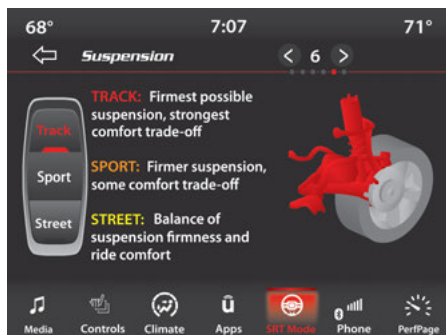 68° 7:07 71°
Suspension < 6 >
TRACK: Firmest possible
suspension, strongest
comfort trade-off
Track
SPORT: Firmer suspension,
some comfort trade-off
Sport
STREET: Balance of
suspension firmness and
ride comfort
Street
Media Controls Climate Apps SRT Mode Phone PerfPage